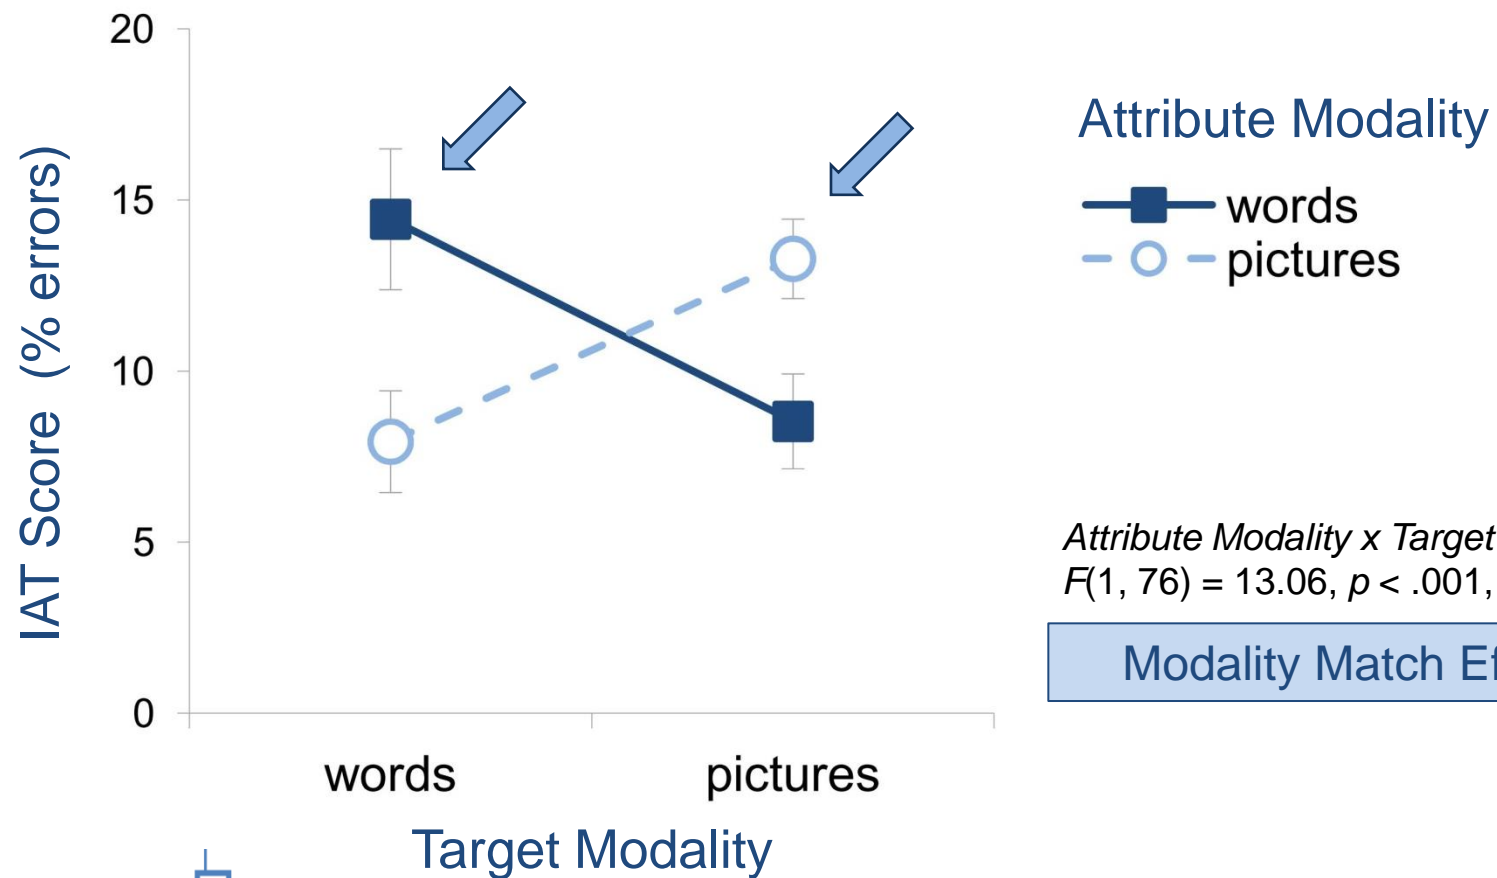 20
15
10
5
0
IAT Score (% errors)
words
pictures
Target Modality
Attribute Modality
words
pictures
Attribute Modality x Target
F(1, 76) = 13.06, p < .001,
Modality Match